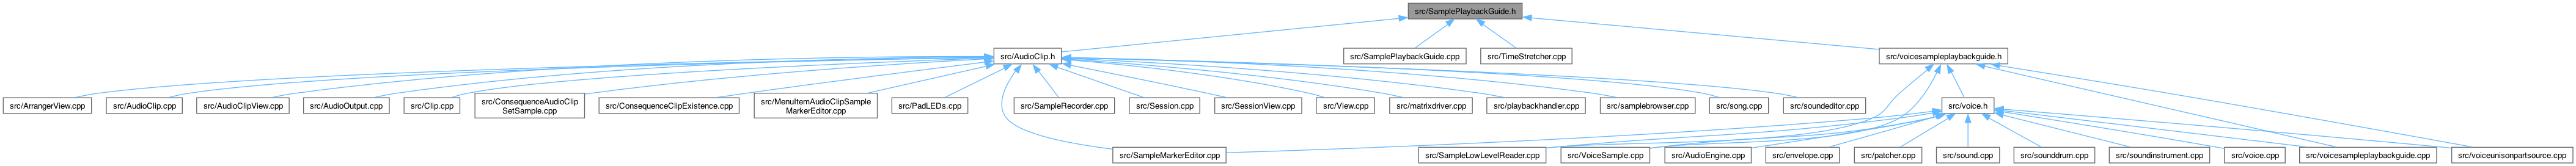 src/SamplePlaybackGuide.h
src/AudioClip.h
src/SamplePlaybackGuide.cpp
src/TimeStretcher.cpp
src/voicesampleplaybackguide.h
src/ArrangerView.cpp
src/AudioClip.cpp
src/AudioClipView.cpp
src/AudioOutput.cpp
src/Clip.cpp
src/ConsequenceAudioClip
SetSample.cpp
src/ConsequenceClipExistence.cpp
src/MenuItemAudioClipSample
MarkerEditor.cpp
src/PadLEDs.cpp
src/SampleRecorder.cpp
src/Session.cpp
src/SessionView.cpp
src/View.cpp
src/matrixdriver.cpp
src/playbackhandler.cpp
src/samplebrowser.cpp
src/song.cpp
src/soundeditor.cpp
src/voice.h
src/SampleMarkerEditor.cpp
src/SampleLowLevelReader.cpp
src/VoiceSample.cpp
src/AudioEngine.cpp
src/envelope.cpp
src/patcher.cpp
src/sound.cpp
src/sounddrum.cpp
src/soundinstrument.cpp
src/voice.cpp
src/voicesampleplaybackguide.cpp
src/voiceunisonpartsource.cpp